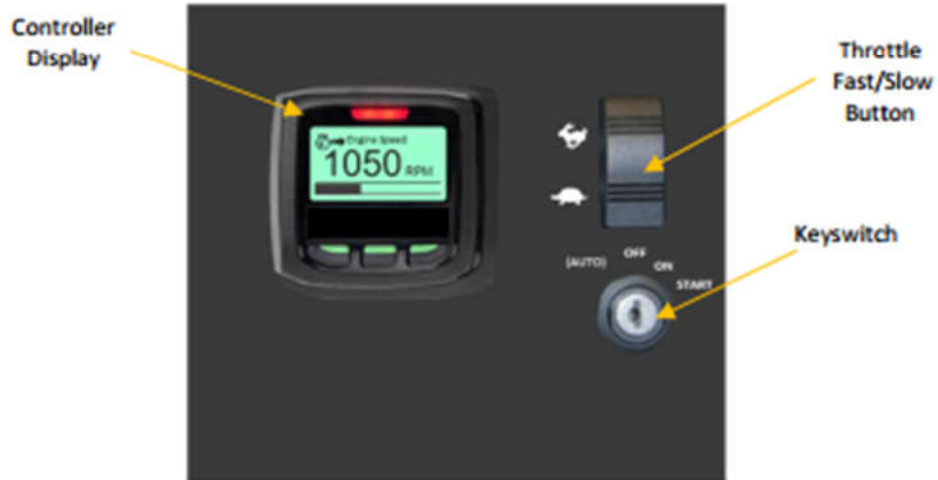 Controller
Display
Throttle
Fast/Slow
Button
Engine Speed
1050 RPM
Keyswitch
(AUTO) OFF ON START